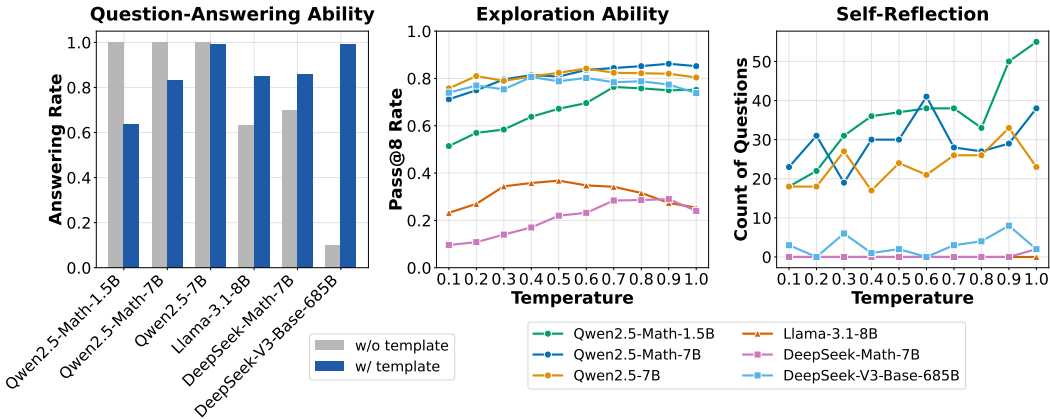 Question-Answering Ability
Answering Rate
1.0
0.8
0.6
0.4
0.2
0.0
Qwen2.5-Math-1.5B
Qwen2.5-Math-7B
Qwen2.5-7B
Llama-3.1-8B
DeepSeek-Math-7B
DeepSeek-V3-Base-685B
w/o template
w/ template
Exploration Ability
Pass@8 Rate
1.0
0.8
0.6
0.4
0.2
0.0
0.1 0.2 0.3 0.4 0.5 0.6 0.7 0.8 0.9 1.0
Temperature
Self-Reflection
Count of Questions
50
40
30
20
10
0
0.1 0.2 0.3 0.4 0.5 0.6 0.7 0.8 0.9 1.0
Temperature
Qwen2.5-Math-1.5B
Qwen2.5-Math-7B
Qwen2.5-7B
Llama-3.1-8B
DeepSeek-Math-7B
DeepSeek-V3-Base-685B